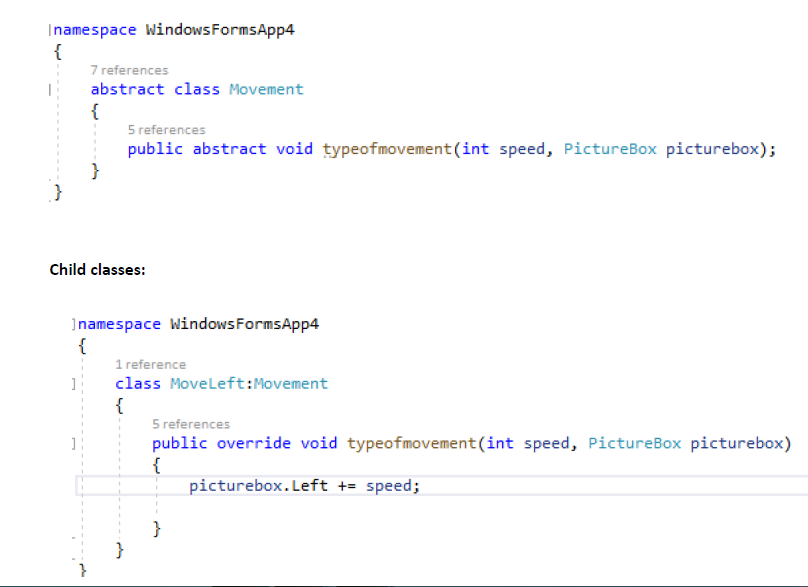 namespace WindowsFormsApp4
{
7 references
abstract class Movement
{
5 references
public abstract void typeofmovement(int speed, PictureBox picturebox);
}
}
Child classes:
namespace WindowsFormsApp4
{
1 reference
class MoveLeft:Movement
{
5 references
public override void typeofmovement(int speed, PictureBox picturebox)
{
picturebox.Left += speed;
}
}
}